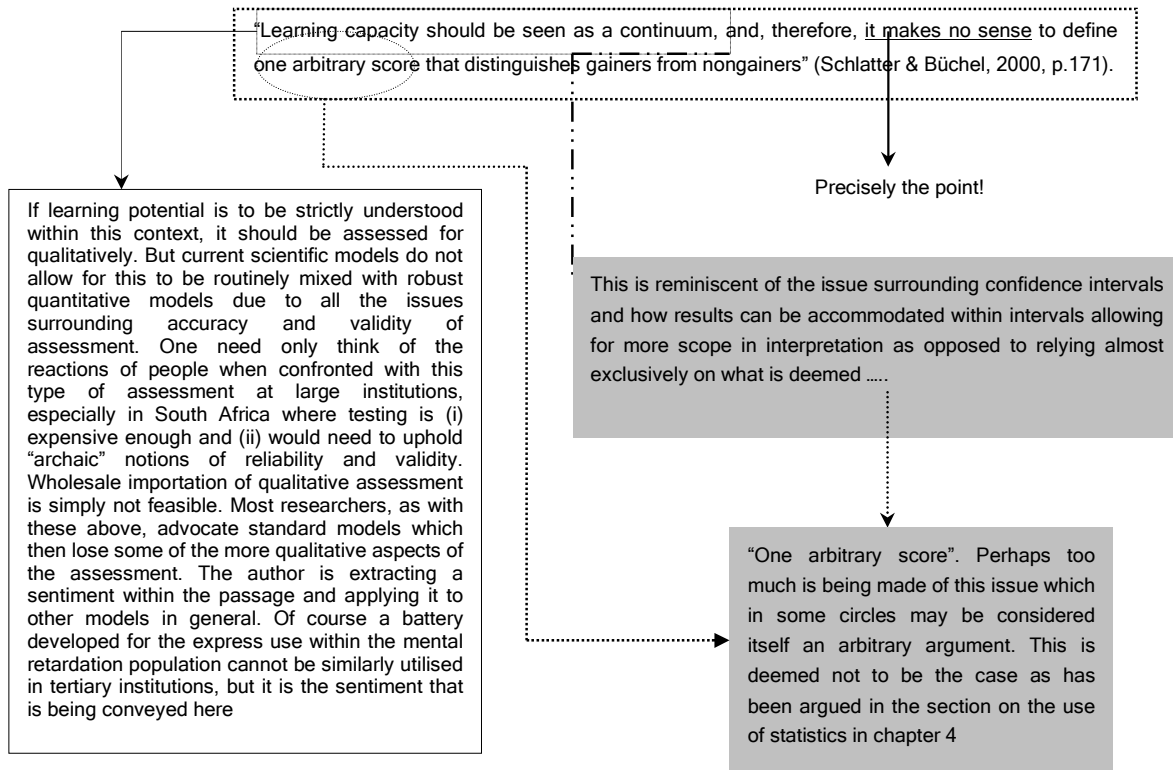 “Learning capacity should be seen as a continuum, and, therefore, it makes no sense to define
one arbitrary score that distinguishes gainers from nongainers” (Schlatter & Büchel, 2000, p.171).
Precisely the point!
If learning potential is to be strictly understood
within this context, it should be assessed for
qualitatively. But current scientific models do not
allow for this to be routinely mixed with robust
quantitative models due to all the issues
surrounding accuracy and validity of
assessment. One need only think of the
reactions of people when confronted with this
type of assessment at large institutions,
especially in South Africa where testing is (i)
expensive enough and (ii) would need to uphold
“archaic” notions of reliability and validity.
Wholesale importation of qualitative assessment
is simply not feasible. Most researchers, as with
these above, advocate standard models which
then lose some of the more qualitative aspects of
the assessment. The author is extracting a
sentiment within the passage and applying it to
other models in general. Of course a battery
developed for the express use within the mental
retardation population cannot be similarly utilised
in tertiary institutions, but it is the sentiment that
is being conveyed here
This is reminiscent of the issue surrounding confidence intervals
and how results can be accommodated within intervals allowing
for more scope in interpretation as opposed to relying almost
exclusively on what is deemed .....
“One arbitrary score”. Perhaps too
much is being made of this issue which
in some circles may be considered
itself an arbitrary argument. This is
deemed not to be the case as has
been argued in the section on the use
of statistics in chapter 4